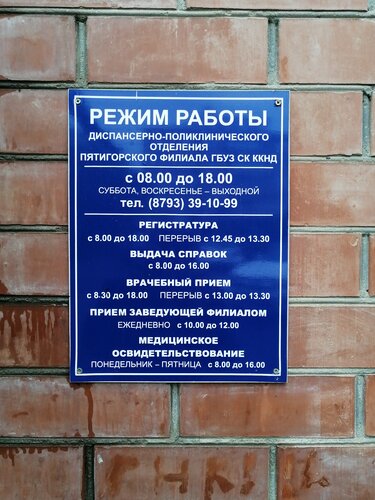 РЕЖИМ РАБОТЫ
ДИСПАНСЕРНО-ПОЛИКЛИНИЧЕСКОГО
ОТДЕЛЕНИЯ
ПЯТИГОРСКОГО ФИЛИАЛА ГБУЗ СК ККНД
с 08.00 до 18.00
СУББОТА, ВОСКРЕСЕНЬЕ – ВЫХОДНОЙ
тел. (8793) 39-10-99
РЕГИСТРАТУРА
с 8.00 до 18.00 ПЕРЕРЫВ с 12.45 до 13.30
ВЫДАЧА СПРАВОК
с 8.00 до 16.00
ВРАЧЕБНЫЙ ПРИЕМ
с 8.30 до 18.00 ПЕРЕРЫВ с 13.00 до 13.30
ПРИЕМ ЗАВЕДУЮЩЕЙ ФИЛИАЛОМ
ЕЖЕДНЕВНО с 10.00 до 12.00
МЕДИЦИНСКОЕ
ОСВИДЕТЕЛЬСТВОВАНИЕ
ПОНЕДЕЛЬНИК – ПЯТНИЦА с 8.00 до 16.00